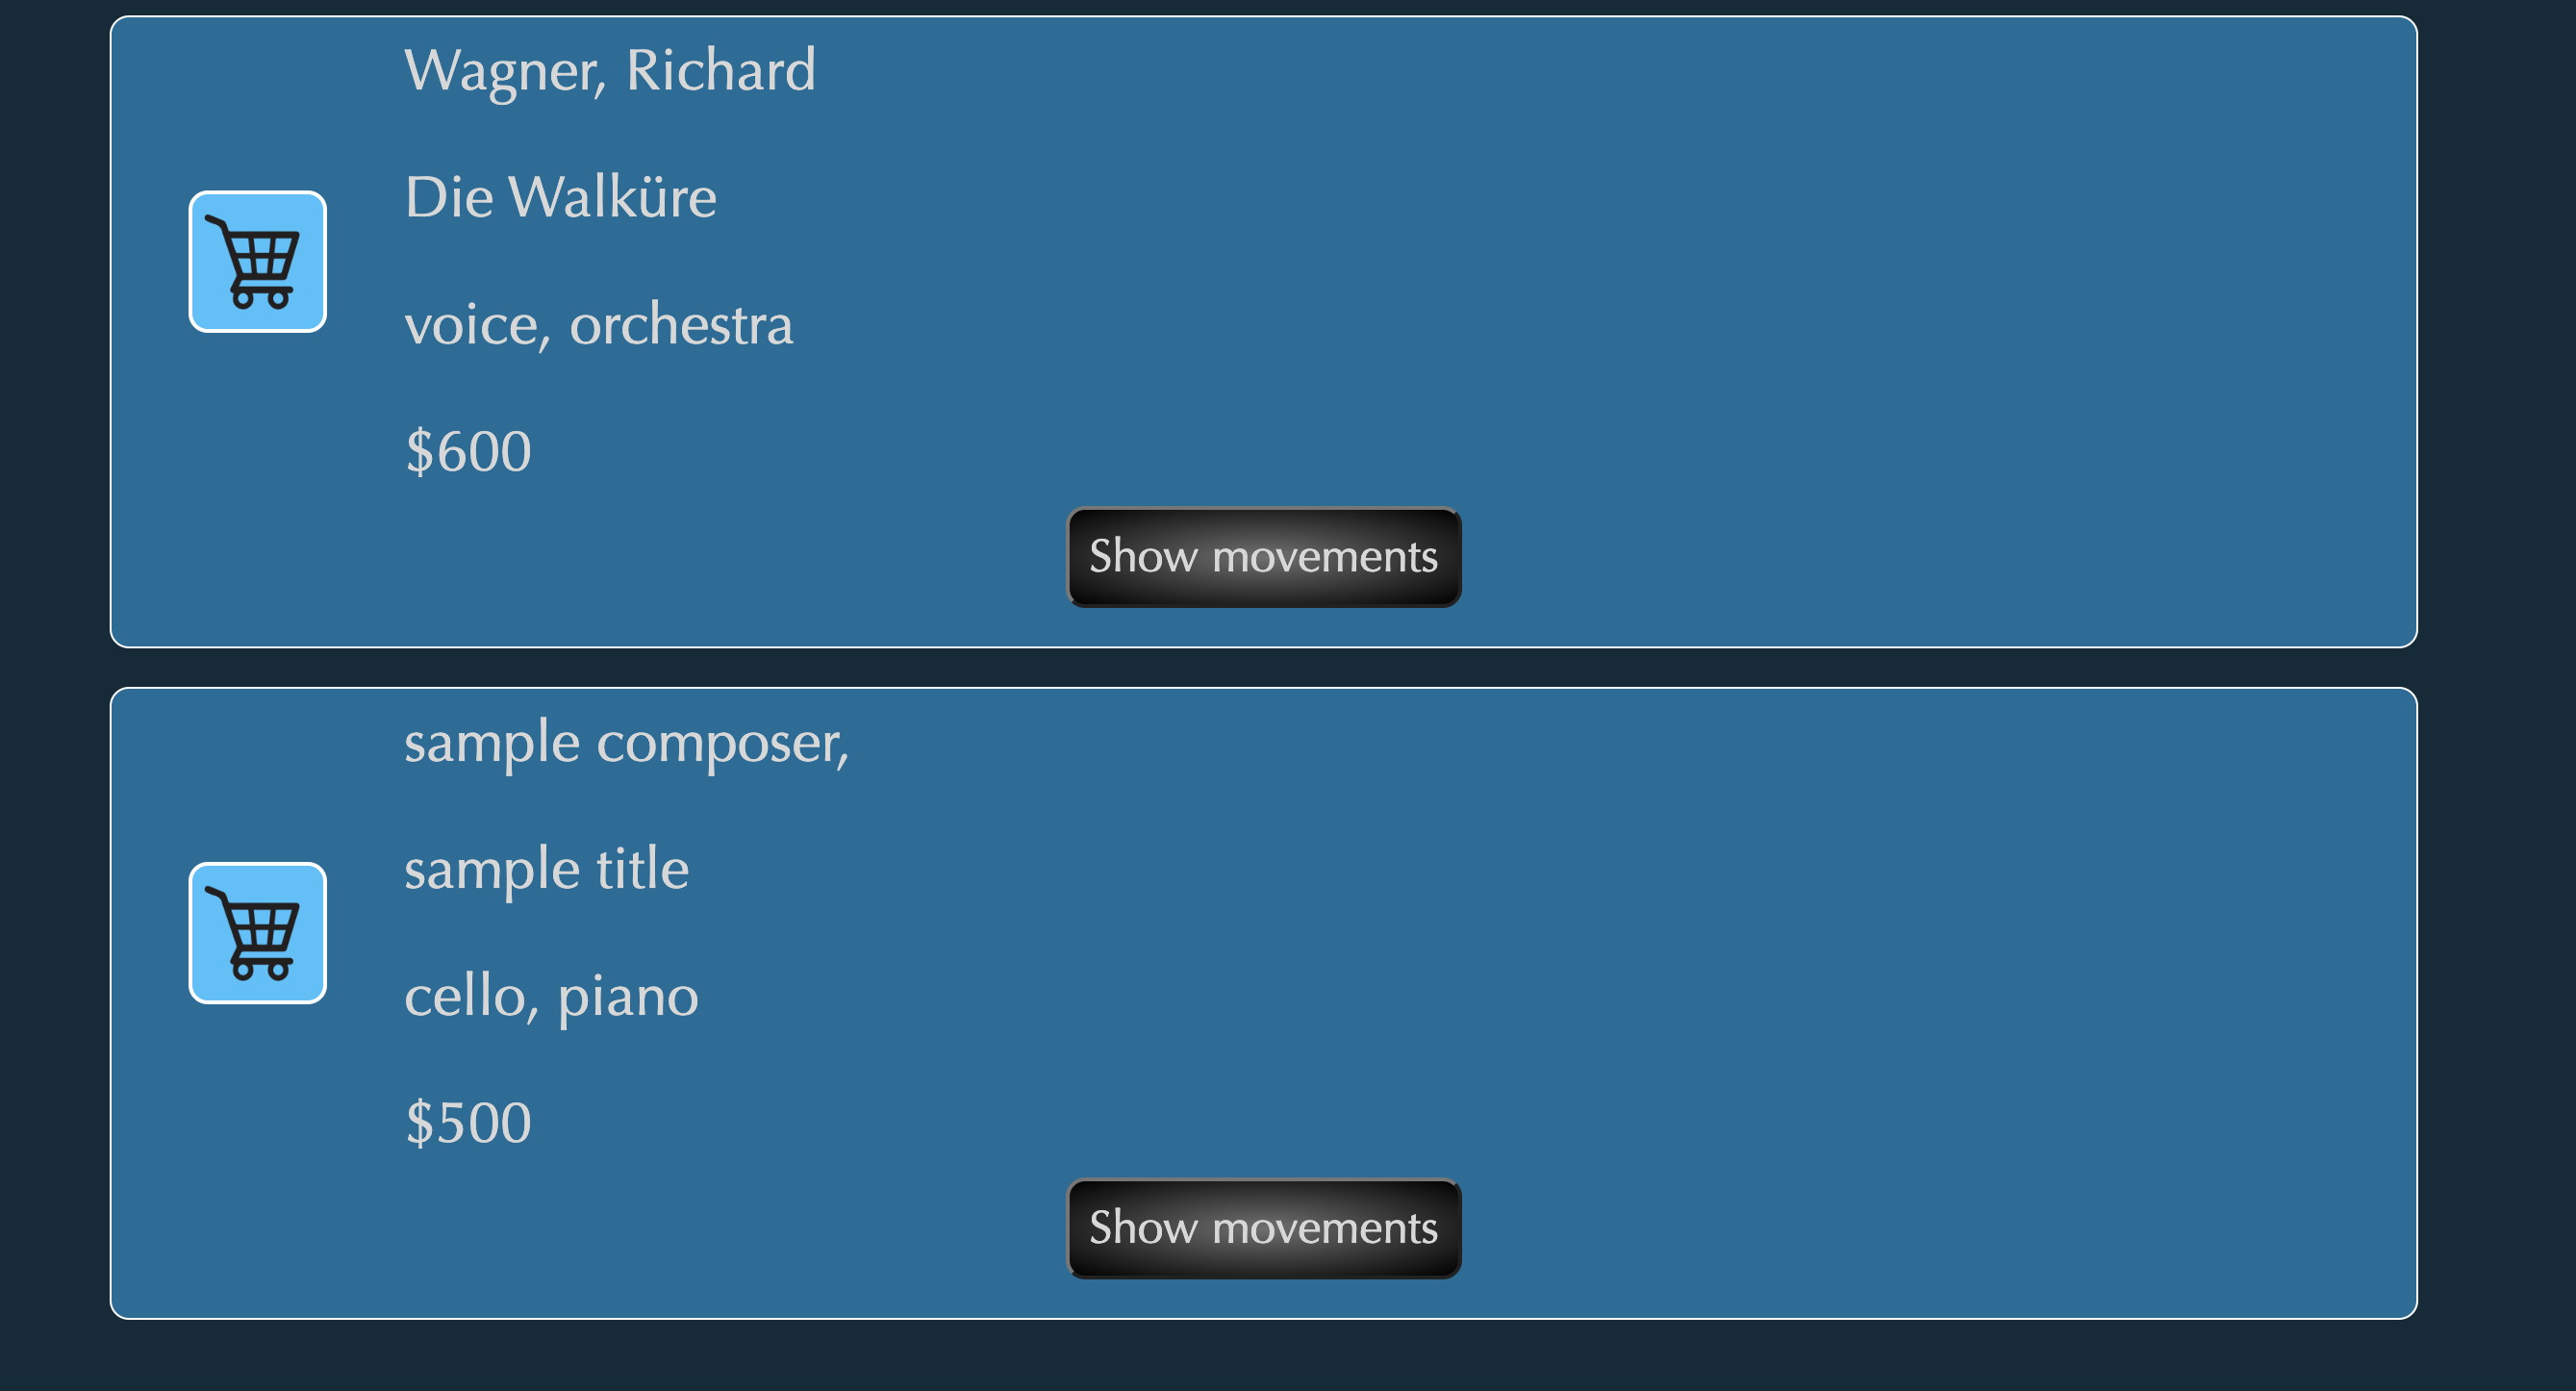 Wagner, Richard
Die Walküre
voice, orchestra
$600
Show movements
sample composer,
sample title
cello, piano
$500
Show movements